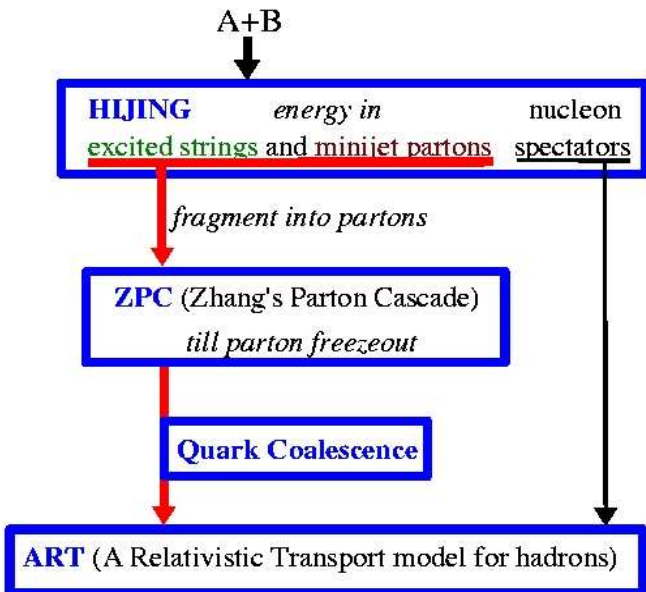 A+B
HIJING energy in nucleon
excited strings and minijet partons spectators
fragment into partons
ZPC (Zhang's Parton Cascade)
till parton freezeout
Quark Coalescence
ART (A Relativistic Transport model for hadrons)